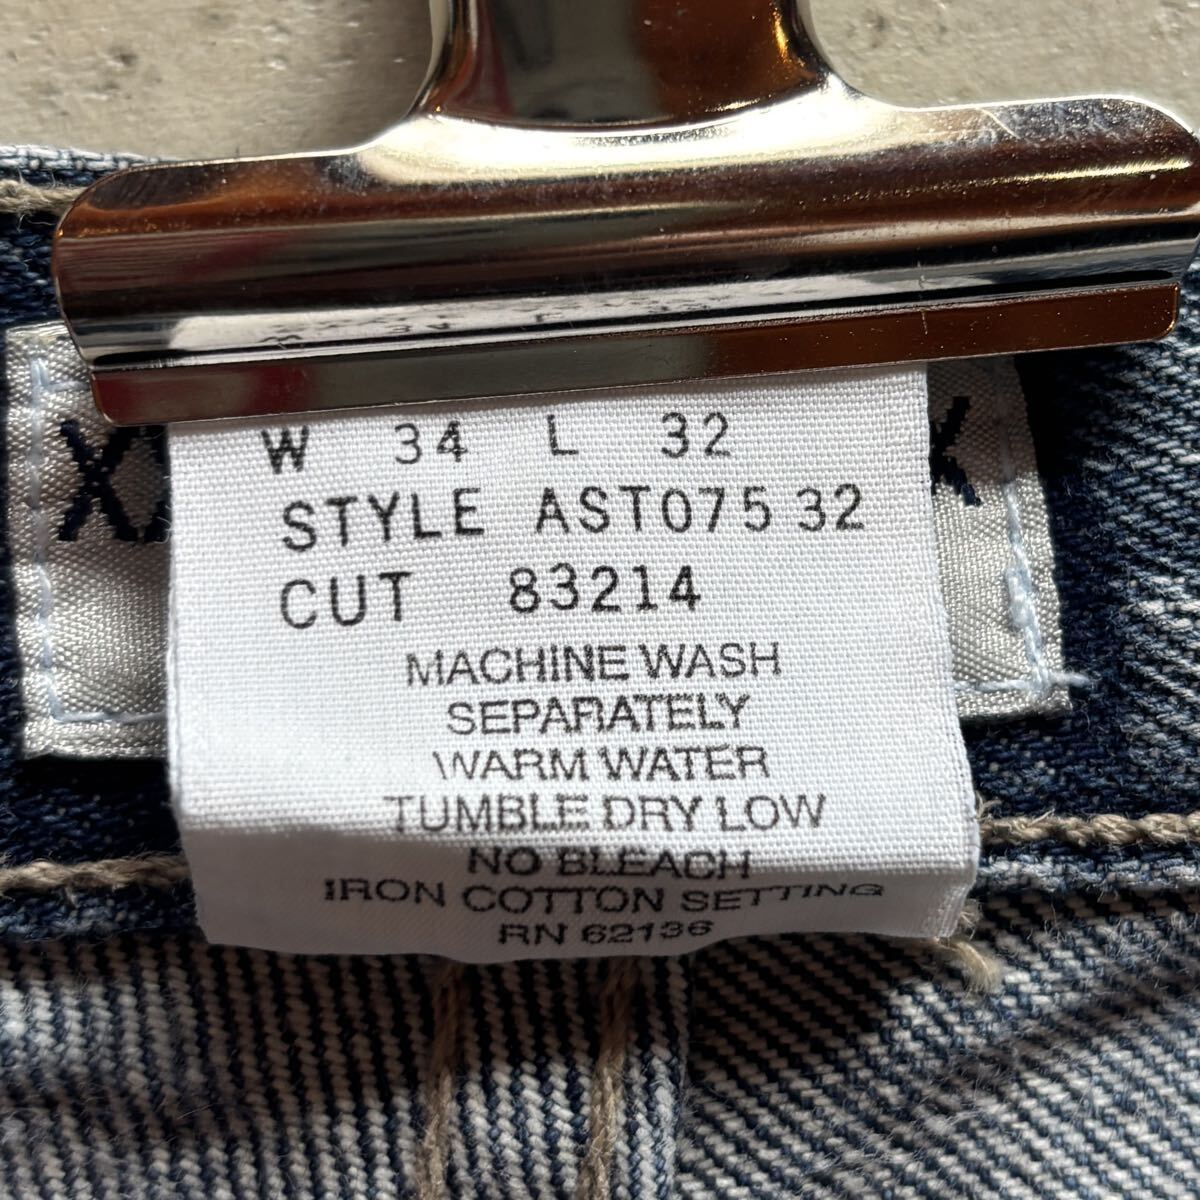 W 34 L 32
STYLE AST075 32
CUT 83214
MACHINE WASH
SEPARATELY
WARM WATER
TUMBLE DRY LOW
NO BLEACH
IRON COTTON SETTING
RN 62136